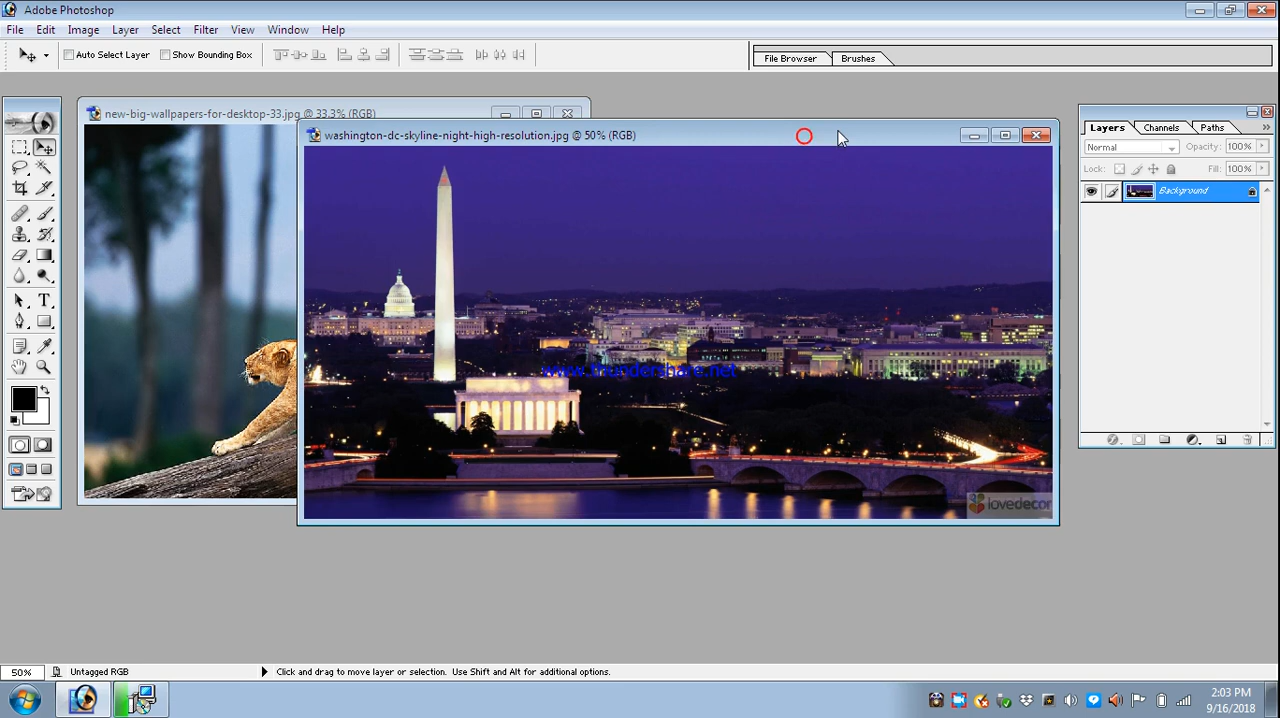 Adobe Photoshop
File Edit Image Layer Select Filter View Window Help
Auto Select Layer Show Bounding Box
File Browser Brushes
new-big-wallpapers-for-desktop-33.jpg @ 33.3% (RGB)
washington-dc-skyline-night-high-resolution.jpg @ 50% (RGB)
Layers Channels Paths
Normal Opacity: 100%
Lock: Fill: 100%
Background
T
www.thundershare.net
lovedecor
50% Untagged RGB Click and drag to move layer or selection. Use Shift and Alt for additional options.
2:03 PM
9/16/2018